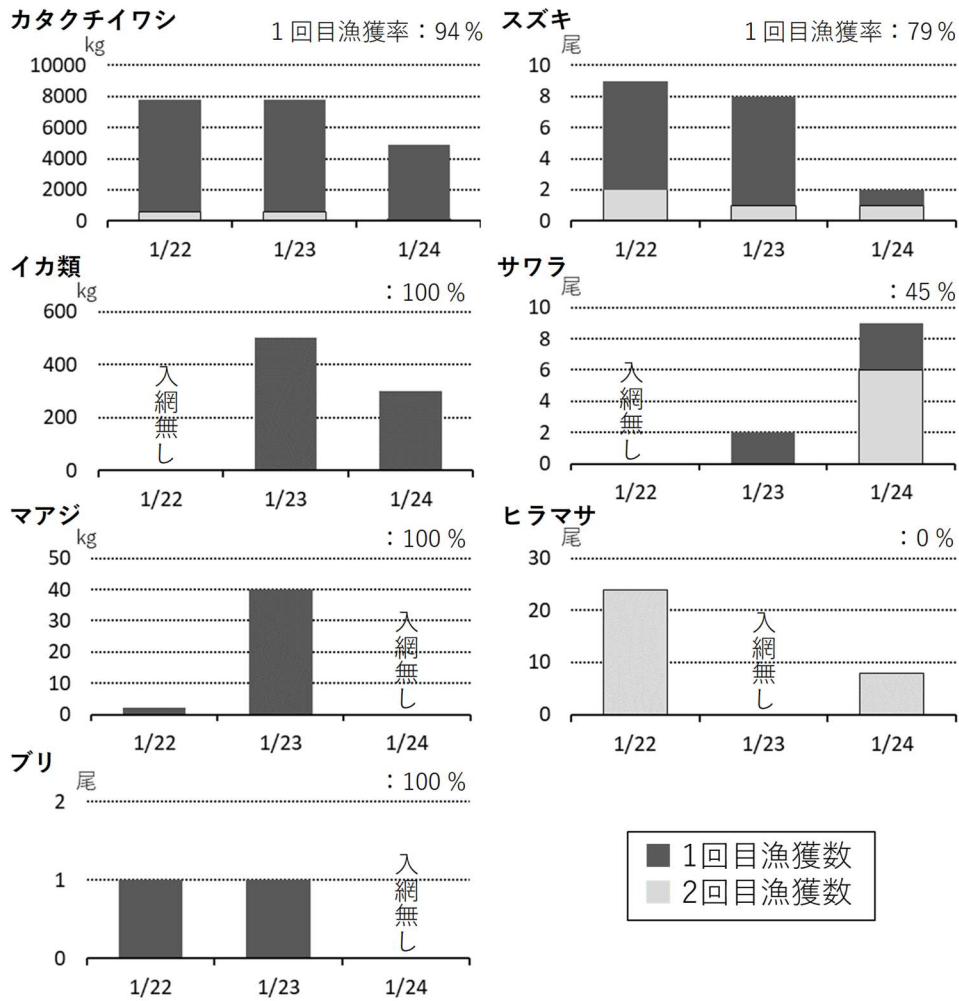 カタクチイワシ
1回目漁獲率：94 %
kg
10000
8000
6000
4000
2000
0
1/22
1/23
1/24
スズキ
1回目漁獲率：79 %
尾
10
8
6
4
2
0
1/22
1/23
1/24
イカ類
：100 %
kg
600
400
200
0
入網無し
1/22
1/23
1/24
サワラ
：45 %
尾
10
8
6
4
2
0
入網無し
1/22
1/23
1/24
マアジ
：100 %
kg
50
40
30
20
10
0
入網無し
1/22
1/23
1/24
ヒラマサ
：0 %
尾
30
20
10
0
入網無し
1/22
1/23
1/24
ブリ
：100 %
尾
2
1
0
入網無し
1/22
1/23
1/24
1回目漁獲数
2回目漁獲数